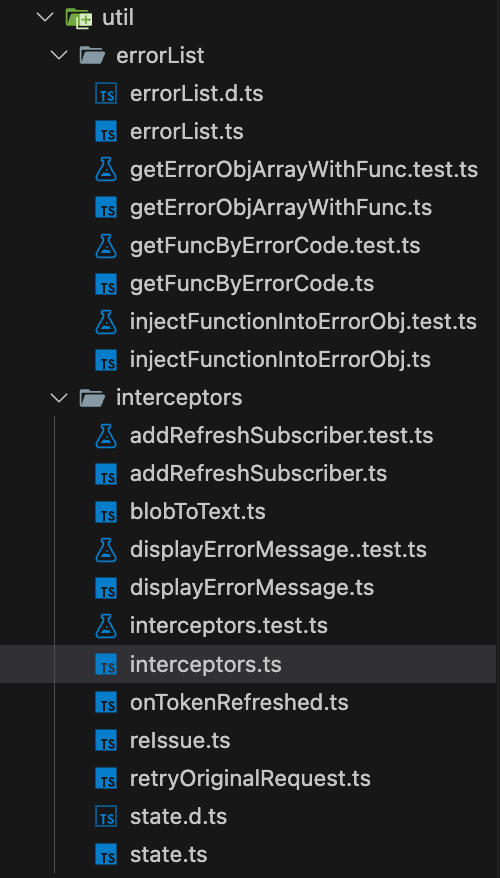 util
errorList
TS errorList.d.ts
TS errorList.ts
getErrorObjArrayWithFunc.test.ts
TS getErrorObjArrayWithFunc.ts
getFuncByErrorCode.test.ts
TS getFuncByErrorCode.ts
injectFunctionIntoErrorObj.test.ts
TS injectFunctionIntoErrorObj.ts
interceptors
addRefreshSubscriber.test.ts
TS addRefreshSubscriber.ts
TS blobToText.ts
displayErrorMessage..test.ts
TS displayErrorMessage.ts
interceptors.test.ts
TS interceptors.ts
TS onTokenRefreshed.ts
TS reIssue.ts
TS retryOriginalRequest.ts
TS state.d.ts
TS state.ts